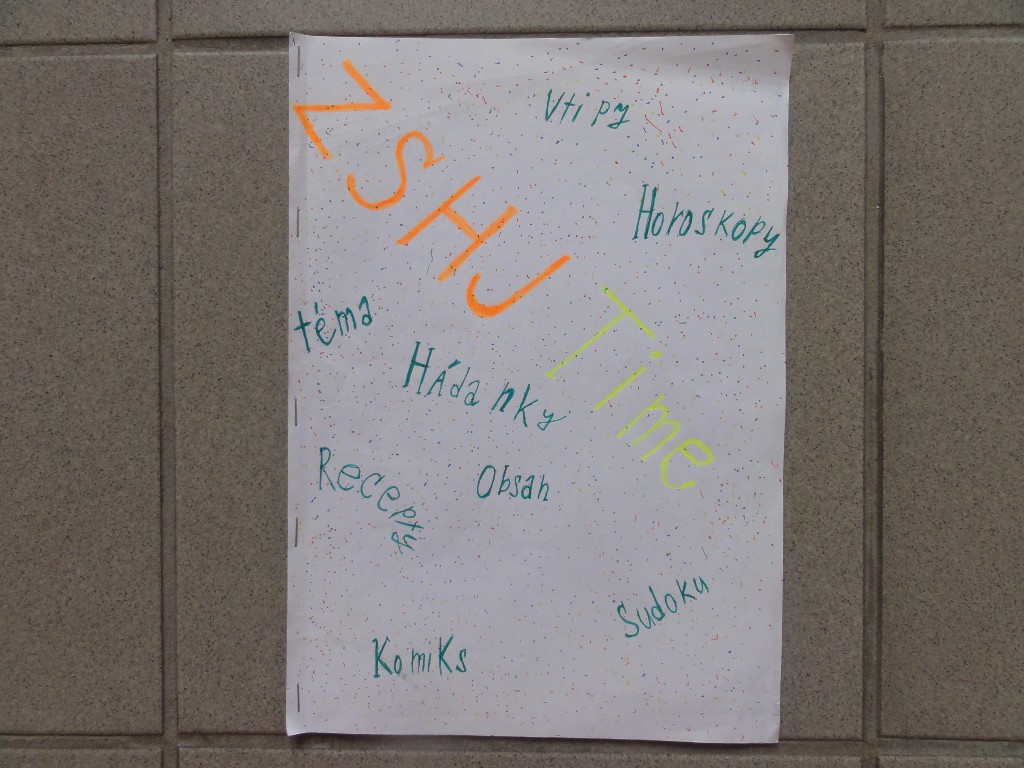 ZSHJ Time
Vtipy
Horoskopy
téma
Hádanky
Recepty
Obsah
Sudoku
Komiks